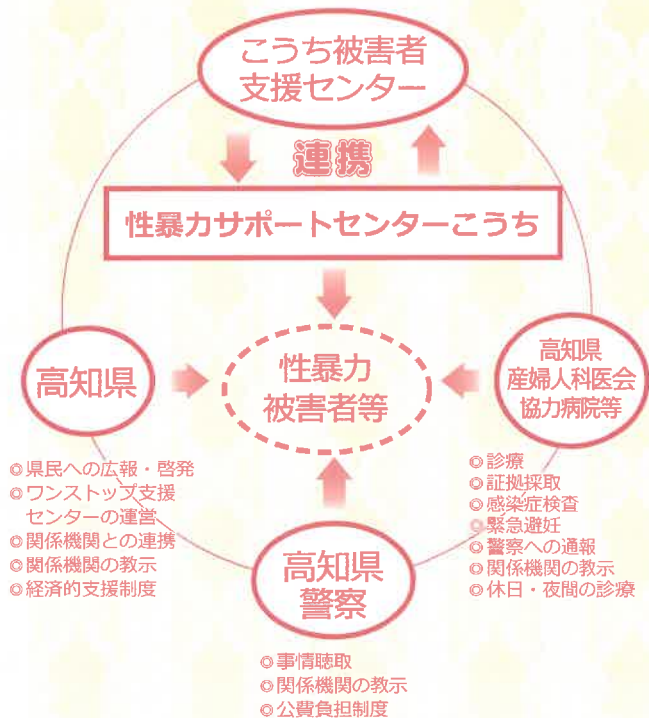 こうち被害者
支援センター
連携
性暴力サポートセンターこうち
高知県
性暴力
被害者等
高知県
産婦人科医会
協力病院等
◎県民への広報・啓発
◎ワンストップ支援
センターの運営
◎関係機関との連携
◎関係機関の教示
◎経済的支援制度
◎診療
◎証拠採取
◎感染症検査
◎緊急避妊
◎警察への通報
◎関係機関の教示
◎休日・夜間の診療
高知県
警察
◎事情聴取
◎関係機関の教示
◎公費負担制度